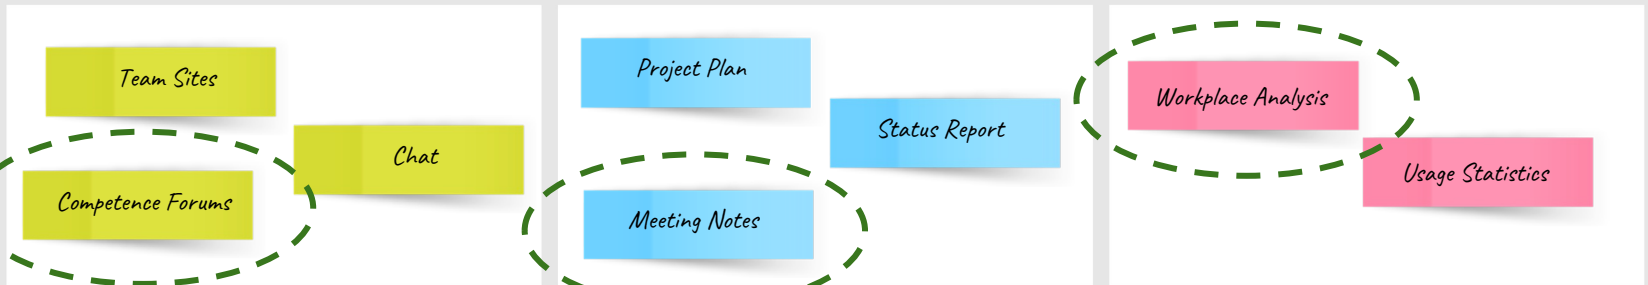 Team Sites
Chat
Competence Forums
Project Plan
Status Report
Meeting Notes
Workplace Analysis
Usage Statistics